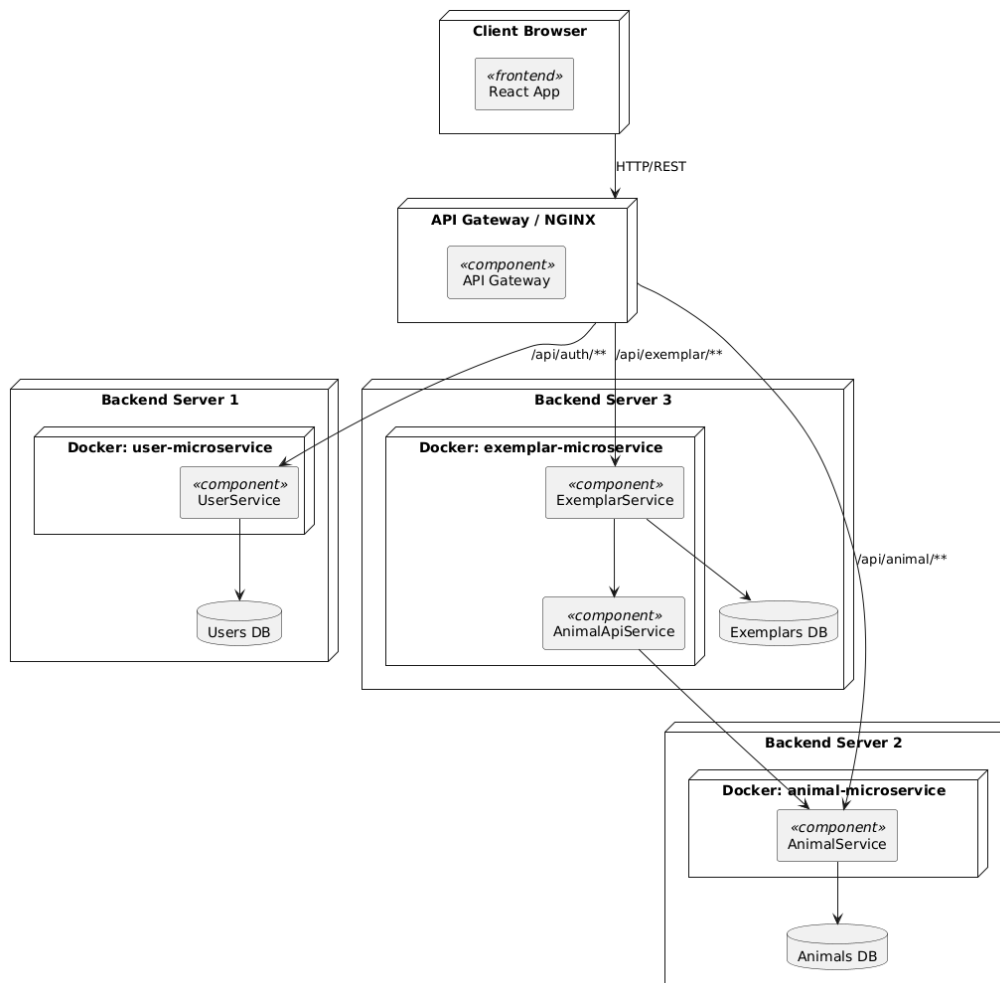 Client Browser
«frontend»
React App
HTTP/REST
API Gateway / NGINX
«component»
API Gateway
/api/auth/**
/api/exemplar/**
Backend Server 1
Docker: user-microservice
«component»
UserService
Users DB
Backend Server 3
Docker: exemplar-microservice
«component»
ExemplarService
«component»
AnimalApiService
Exemplars DB
/api/animal/**
Backend Server 2
Docker: animal-microservice
«component»
AnimalService
Animals DB